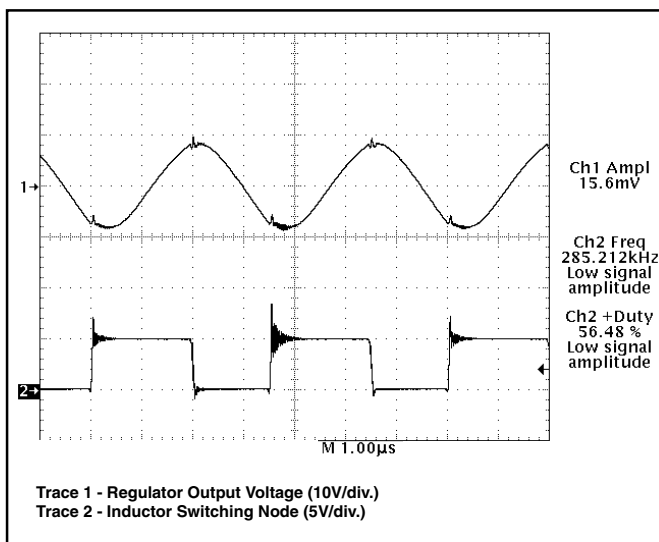 1
Ch1 Ampl
15.6mV
Ch2 Freq
285.212kHz
Low signal
amplitude
Ch2 +Duty
56.48 %
Low signal
amplitude
2
M 1.00µs
Trace 1 - Regulator Output Voltage (10V/div.)
Trace 2 - Inductor Switching Node (5V/div.)